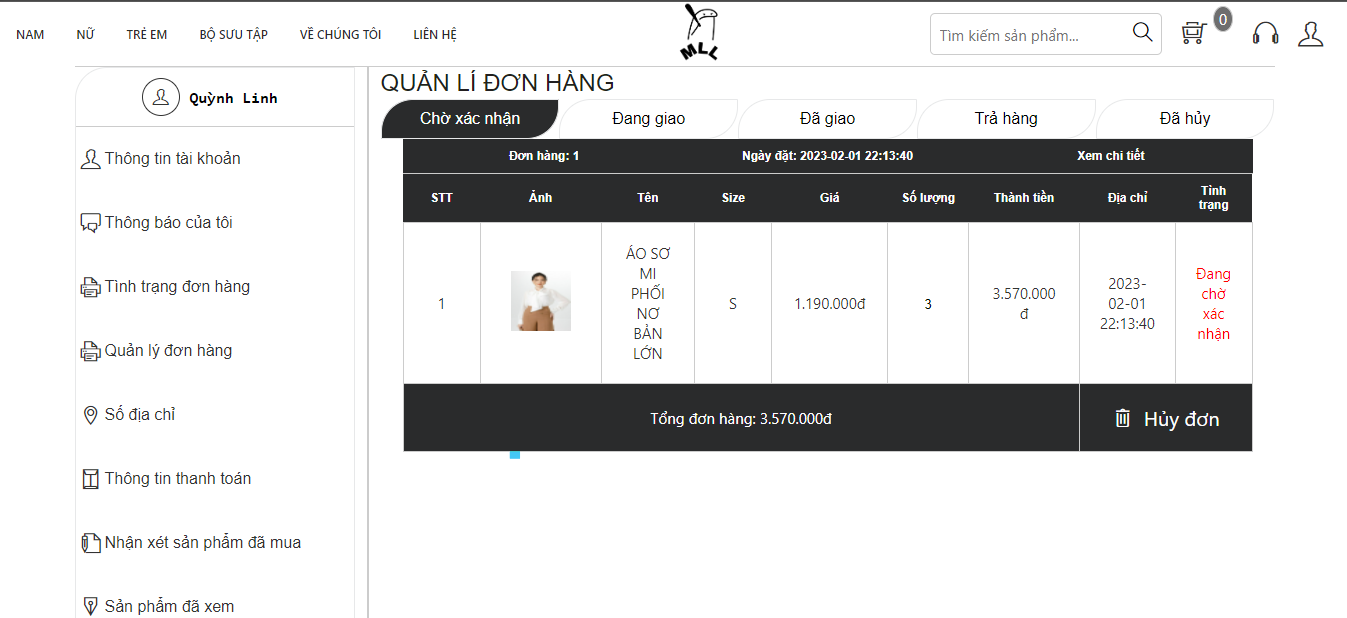 NAM NỮ TRẺ EM BỘ SƯU TẬP VỀ CHÚNG TÔI LIÊN HỆ MLL Tìm kiếm sản phẩm... 0
Quỳnh Linh
Thông tin tài khoản
Thông báo của tôi
Tình trạng đơn hàng
Quản lý đơn hàng
Số địa chỉ
Thông tin thanh toán
Nhận xét sản phẩm đã mua
Sản phẩm đã xem
QUẢN LÍ ĐƠN HÀNG
Chờ xác nhận Đang giao Đã giao Trả hàng Đã hủy
Đơn hàng: 1 Ngày đặt: 2023-02-01 22:13:40 Xem chi tiết
STT Ảnh Tên Size Giá Số lượng Thành tiền Địa chỉ Tình
trạng
1
ÁO SƠ
MI
PHỐI
NƠ
BẢN
LỚN
S
1.190.000đ
3
3.570.000
đ
2023-
02-01
22:13:40
Đang
chờ
xác
nhận
Tổng đơn hàng: 3.570.000đ Hủy đơn